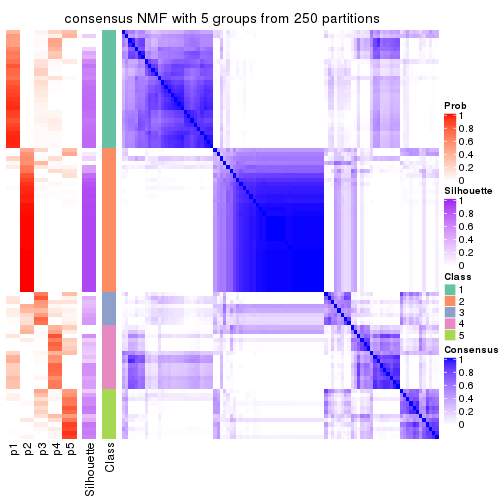 consensus NMF with 5 groups from 250 partitions
Prob
1
0.8
0.6
0.4
0.2
0
Silhouette
1
0.8
0.6
0.4
0.2
0
Class
1
2
3
4
5
Consensus
1
0.8
0.6
0.4
0.2
0
p1
p2
p3
p4
p5
Silhouette
Class